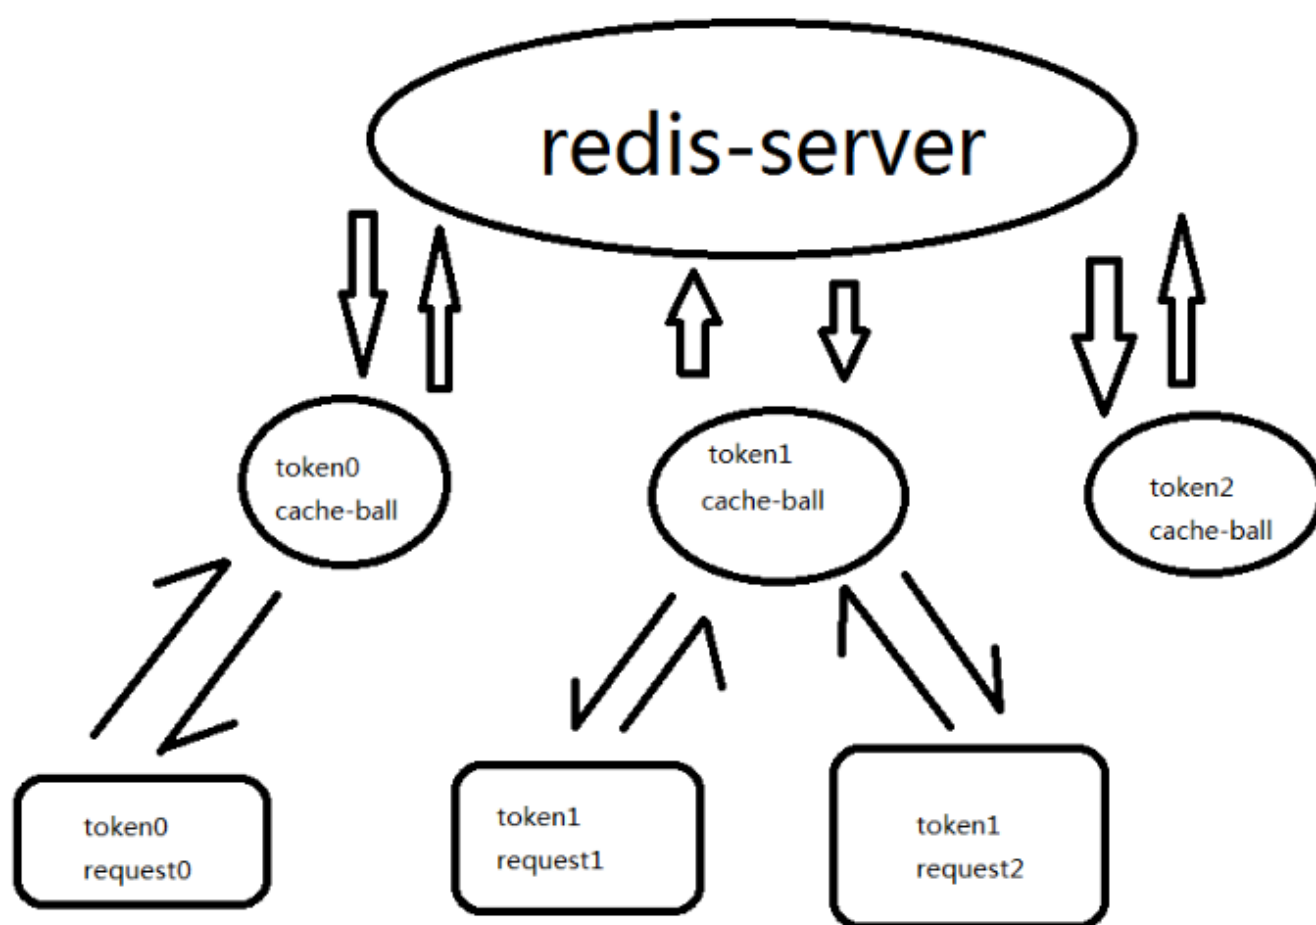 redis-server
token0
cache-ball
token1
cache-ball
token2
cache-ball
token0
request0
token1
request1
token1
request2